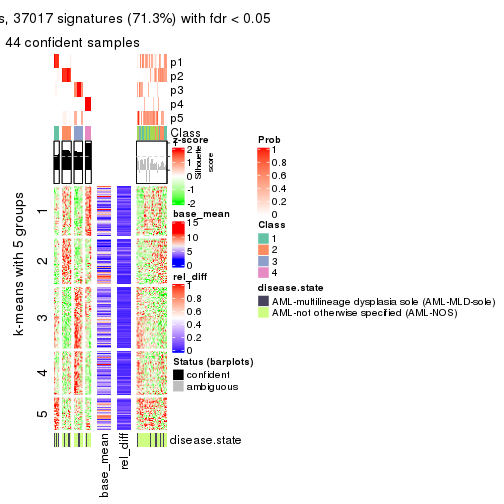 s, 37017 signatures (71.3%) with fdr < 0.05
44 confident samples
p1
p2
p3
p4
p5
Class
1
Silhouette
score
k-means with 5 groups
1
2
3
4
5
disease.state
base_mean
rel_diff
z-score
2
1
0
-1
-2
base_mean
15
10
5
0
rel_diff
1
0.8
0.6
0.4
0.2
0
Status (barplots)
confident
ambiguous
Prob
1
0.8
0.6
0.4
0.2
0
Class
1
2
3
4
disease.state
AML-multilineage dysplasia sole (AML-MLD-sole)
AML-not otherwise specified (AML-NOS)